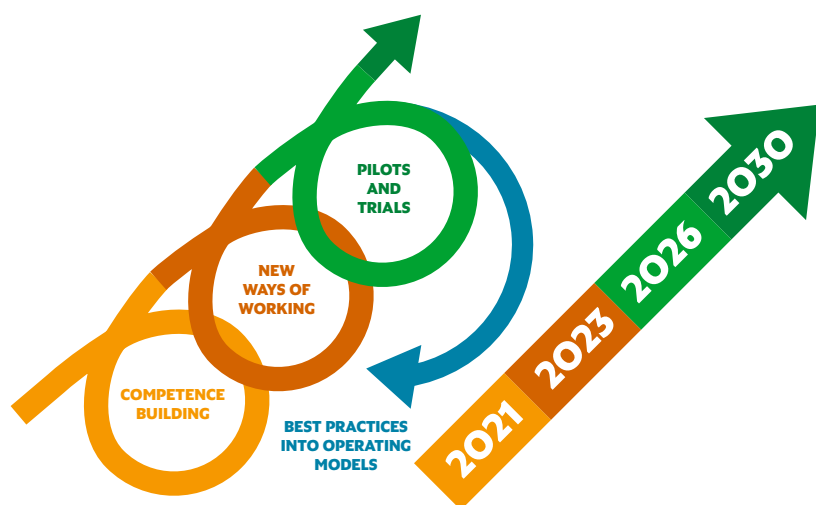 PILOTS
AND
TRIALS
NEW
WAYS OF
WORKING
COMPETENCE
BUILDING
BEST PRACTICES
INTO OPERATING
MODELS
2021
2023
2026
2030